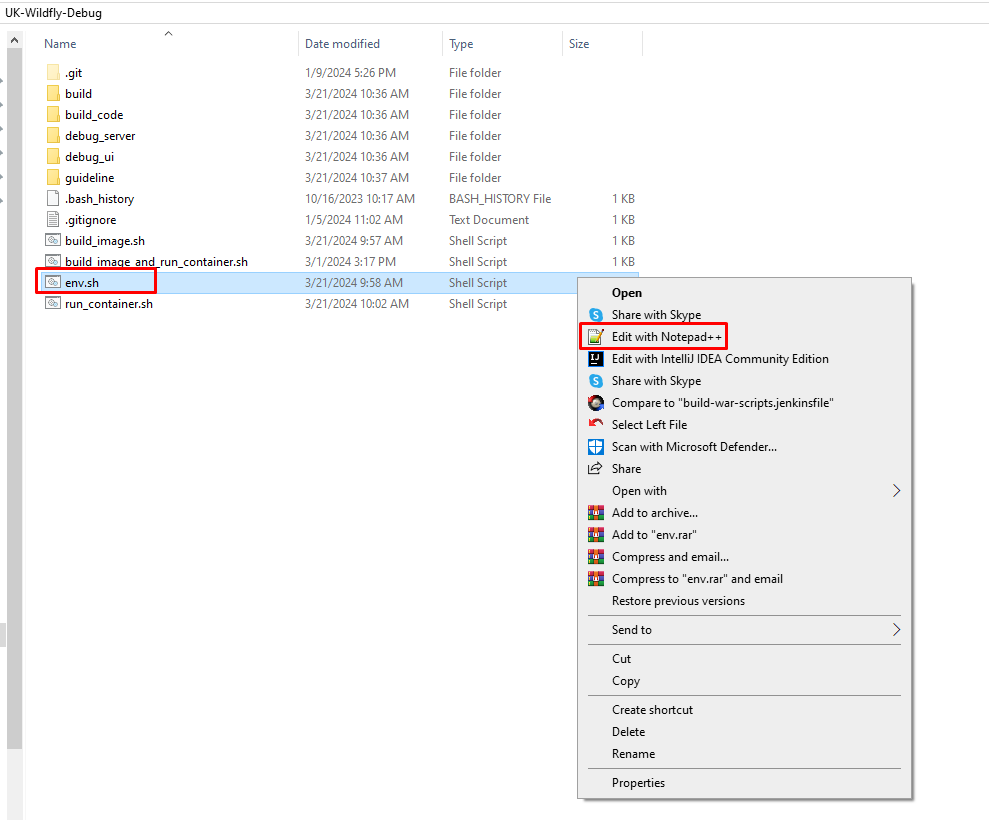 UK-Wildfly-Debug
Name Date modified Type Size
.git 1/9/2024 5:26 PM File folder
build 3/21/2024 10:36 AM File folder
build_code 3/21/2024 10:36 AM File folder
debug_server 3/21/2024 10:36 AM File folder
debug_ui 3/21/2024 10:36 AM File folder
guideline 3/21/2024 10:37 AM File folder
.bash_history 10/16/2023 10:17 AM BASH_HISTORY File 1 KB
.gitignore 1/5/2024 11:02 AM Text Document 1 KB
build_image.sh 3/21/2024 9:57 AM Shell Script 1 KB
build_image_and_run_container.sh 3/1/2024 3:17 PM Shell Script 1 KB
env.sh 3/21/2024 9:58 AM Shell Script
run_container.sh 3/21/2024 10:02 AM Shell Script
Open
Share with Skype
Edit with Notepad++
Edit with IntelliJ IDEA Community Edition
Share with Skype
Compare to "build-war-scripts.jenkinsfile"
Select Left File
Scan with Microsoft Defender...
Share
Open with
Add to archive...
Add to "env.rar"
Compress and email...
Compress to "env.rar" and email
Restore previous versions
Send to
Cut
Copy
Create shortcut
Delete
Rename
Properties